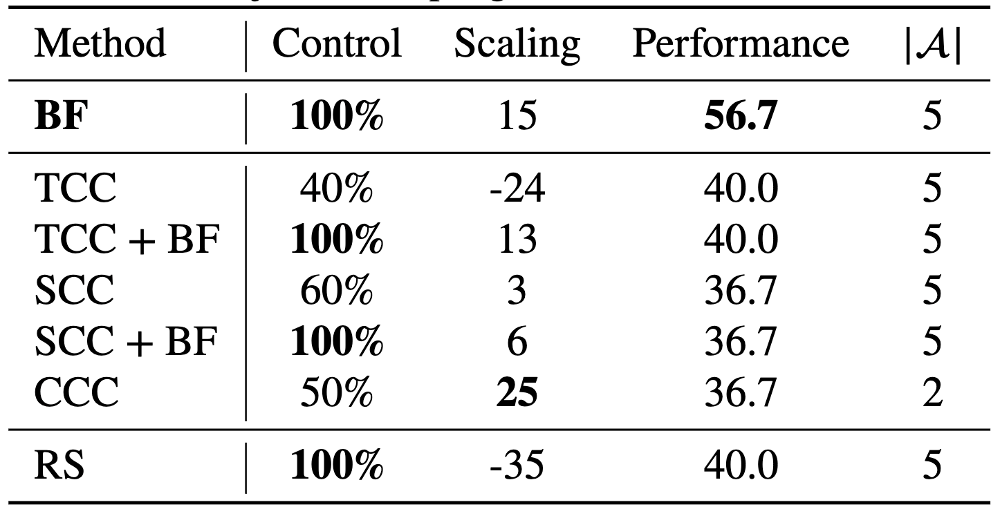 Method Control Scaling Performance |𝒜|
BF 100% 15 56.7 5
TCC 40% -24 40.0 5
TCC + BF 100% 13 40.0 5
SCC 60% 3 36.7 5
SCC + BF 100% 6 36.7 5
CCC 50% 25 36.7 2
RS 100% -35 40.0 5